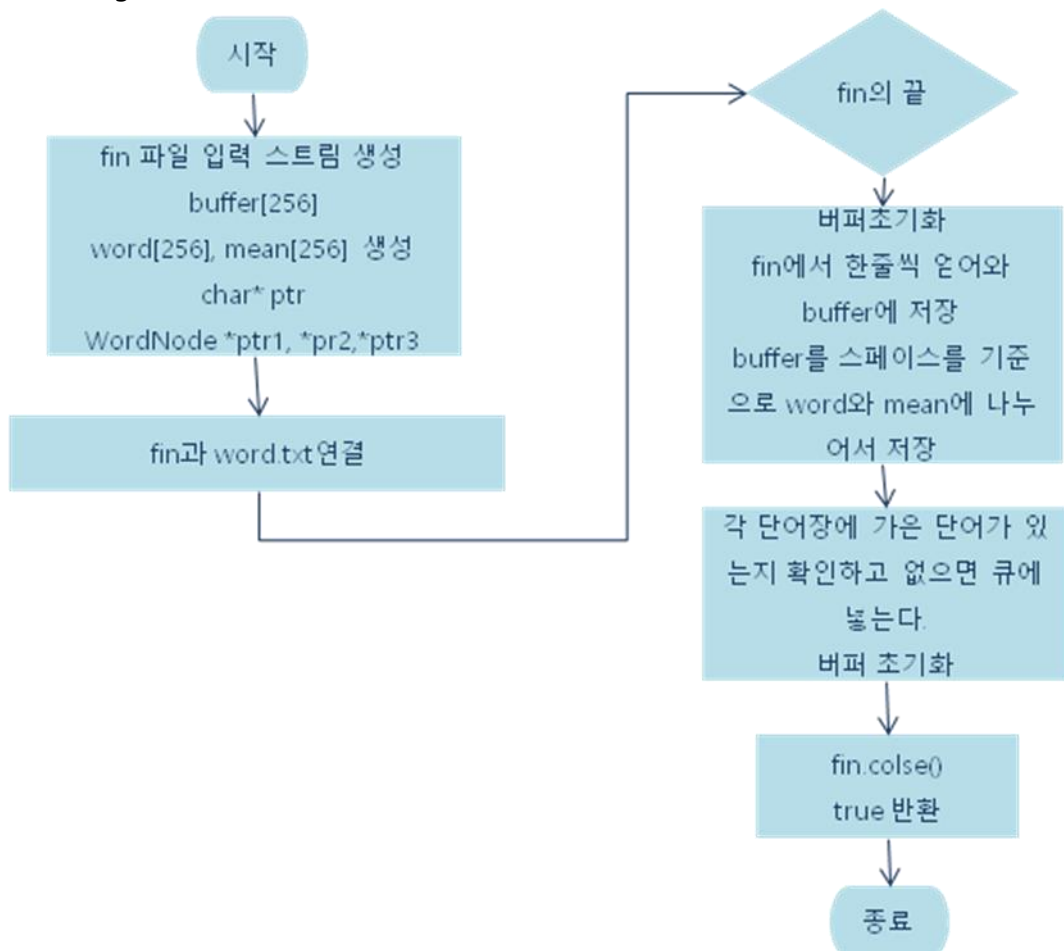 시작
fin 파일 입력 스트림 생성
buffer[256]
word[256], mean[256] 생성
char* ptr
WordNode *ptr1, *pr2,*ptr3
fin과 word.txt연결
fin의 끝
버퍼초기화
fin에서 한줄씩 얻어와
buffer에 저장
buffer를 스페이스를 기준
으로 word와 mean에 나누
어서 저장
각 단어장에 가은 단어가 있
는지 확인하고 없으면 큐에
넣는다.
버퍼 초기화
fin.colse()
true 반환
종료